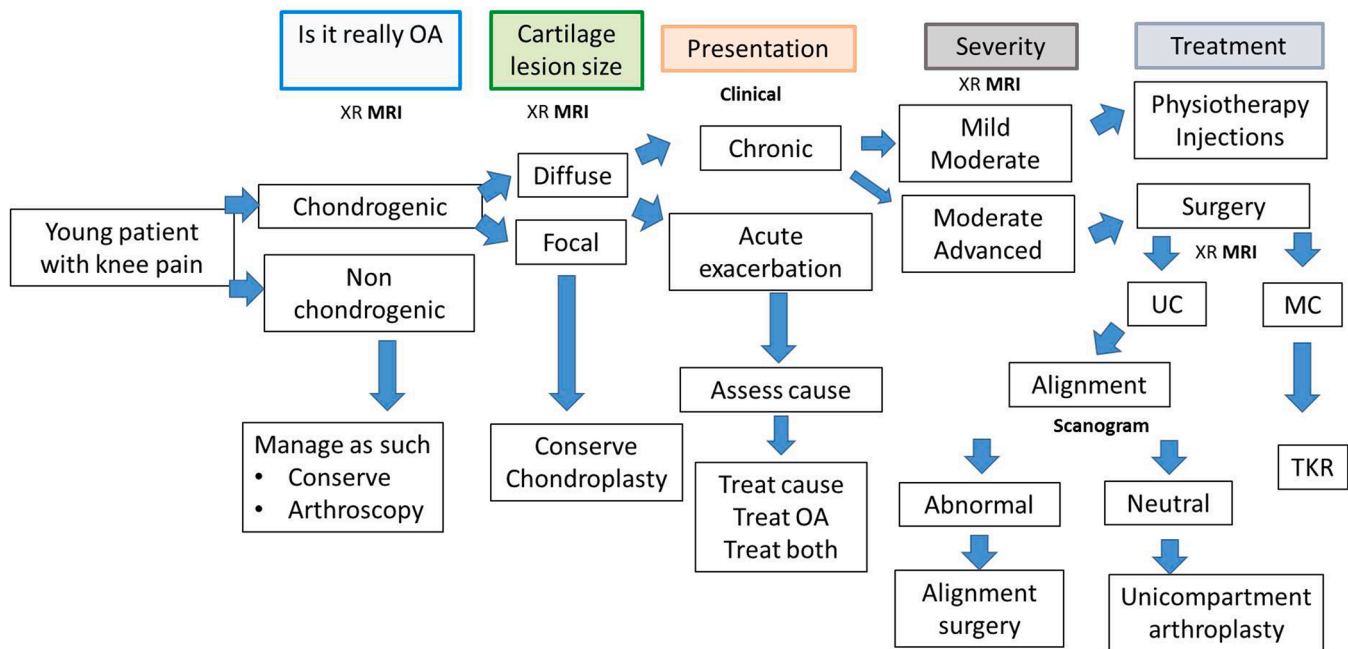 Is it really OA
Cartilage
lesion size
Presentation
Severity
Treatment
XR MRI
XR MRI
Clinical
XR MRI
Physiotherapy
Injections
Mild
Moderate
Chronic
Diffuse
Chondrogenic
Young patient
with knee pain
Focal
Acute
exacerbation
Moderate
Advanced
Surgery
XR MRI
Non
chondrogenic
UC
MC
Assess cause
Alignment
Scanogram
Manage as such
• Conserve
• Arthroscopy
Conserve
Chondroplasty
Treat cause
Treat OA
Treat both
TKR
Abnormal
Neutral
Alignment
surgery
Unicompartment
arthroplasty